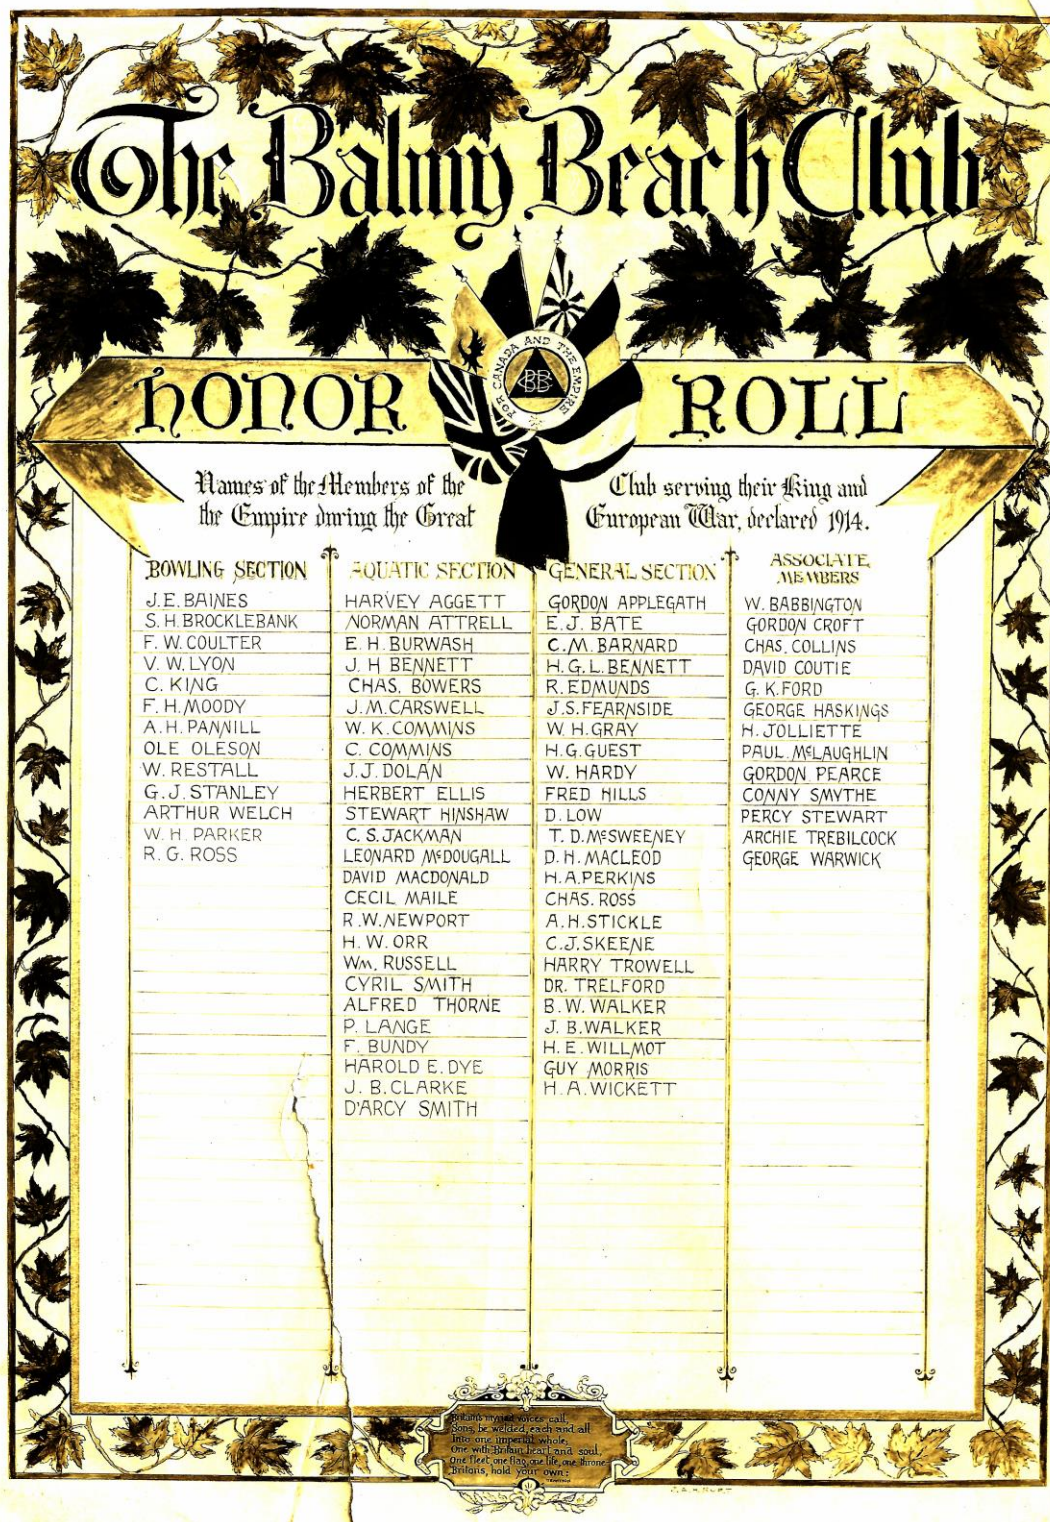 The Balmy Beach Club
FOR CANADA AND THE EMPIRE
BBC
HONOR ROLL
Names of the Members of the Club serving their King and
the Empire during the Great European War, declared 1914.
BOWLING SECTION
J.E. BAINES
S.H. BROCKLEBANK
F.W. COULTER
V.W. LYON
C. KING
F.H. MOODY
A.H. PANNILL
OLE OLESON
W. RESTALL
G.J. STANLEY
ARTHUR WELCH
W.H. PARKER
R.G. ROSS
AQUATIC SECTION
HARVEY AGGETT
NORMAN ATTRELL
E.H. BURWASH
J.H BENNETT
CHAS. BOWERS
J.M. CARSWELL
W.K. COMMINS
C. COMMINS
J.J. DOLAN
HERBERT ELLIS
STEWART HINSHAW
C.S. JACKMAN
LEONARD McDOUGALL
DAVID MACDONALD
CECIL MAILE
R.W. NEWPORT
H.W. ORR
WM. RUSSELL
CYRIL SMITH
ALFRED THORNE
P. LANGE
F. BUNDY
HAROLD E. DYE
J.B. CLARKE
D'ARCY SMITH
GENERAL SECTION
GORDON APPLEGATH
E.J. BATE
C.M. BARNARD
H.G.L. BENNETT
R. EDMUNDS
J.S. FEARNSIDE
W.H. GRAY
H.G. GUEST
W. HARDY
FRED HILLS
D. LOW
T.D. McSWEENEY
D.H. MACLEOD
H.A. PERKINS
CHAS. ROSS
A.H. STICKLE
C.J. SKEENE
HARRY TROWELL
DR. TRELFORD
B.W. WALKER
J.B. WALKER
H.E. WILLMOT
GUY MORRIS
H.A. WICKETT
ASSOCIATE
MEMBERS
W. BABBINGTON
GORDON CROFT
CHAS. COLLINS
DAVID COUTIE
G.K. FORD
GEORGE HASKINGS
H. JOLLIETTE
PAUL McLAUGHLIN
GORDON PEARCE
CONNY SMYTHE
PERCY STEWART
ARCHIE TREBILCOCK
GEORGE WARWICK
Britain's myriad voices call,
Sons, be welded, each and all
Into one imperial whole;
One with Britain heart and soul,
One fleet, one flag, one life, one throne.
Britons, hold your own: